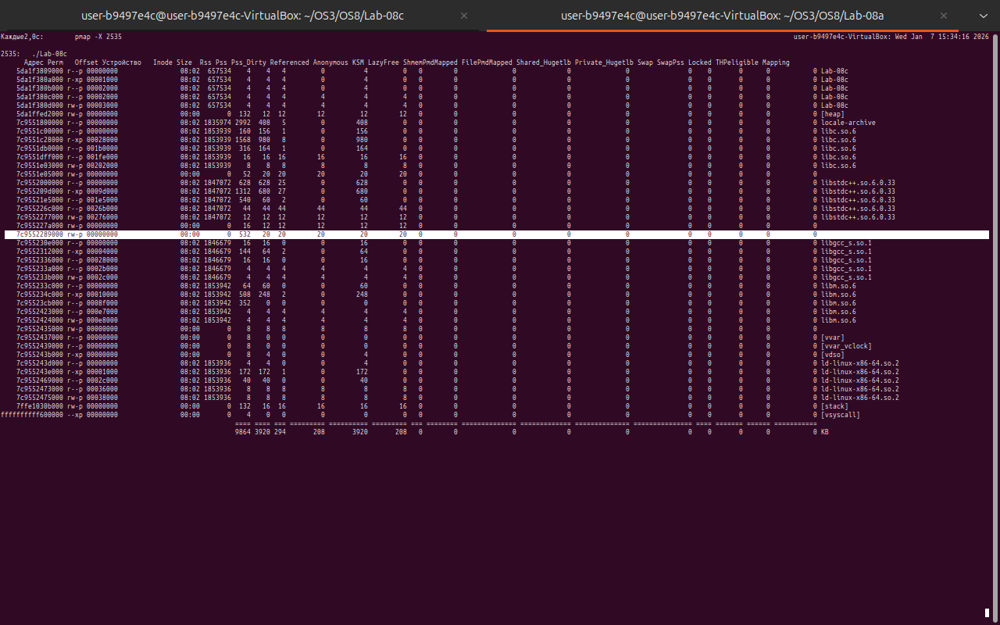 user-b9497e4c@user-b9497e4c-VirtualBox: ~/OS3/OS8/Lab-08c × user-b9497e4c@user-b9497e4c-VirtualBox: ~/OS3/OS8/Lab-08a ×
Каждые2,0с: pmap -X 2535 user-b9497e4c-VirtualBox: Wed Jan 7 15:34:16 2026
2535: ./Lab-08c
Адрес Perm Offset Устройство Inode Size Rss Pss Pss_Dirty Referenced Anonymous KSM LazyFree ShmemPmdMapped FilePmdMapped Shared_Hugetlb Private_Hugetlb Swap SwapPss Locked THPeligible Mapping
5da1f3809000 r--p 00000000 08:02 657534 4 4 4 0 4 0 0 0 0 0 0 0 0 0 0 0 Lab-08c
5da1f380a000 r-xp 00001000 08:02 657534 4 4 4 0 4 0 0 0 0 0 0 0 0 0 0 0 Lab-08c
5da1f380b000 r--p 00002000 08:02 657534 4 4 4 0 4 0 0 0 0 0 0 0 0 0 0 0 Lab-08c
5da1f380c000 r--p 00002000 08:02 657534 4 4 4 4 4 4 0 0 0 0 0 0 0 0 0 0 Lab-08c
5da1f380d000 rw-p 00003000 08:02 657534 4 4 4 4 4 4 0 0 0 0 0 0 0 0 0 0 Lab-08c
5da1ffed2000 rw-p 00000000 00:00 0 132 12 12 12 12 12 0 0 0 0 0 0 0 0 0 0 [heap]
7c9551800000 r--p 00000000 08:02 1835974 2992 408 5 0 408 0 0 0 0 0 0 0 0 0 0 0 locale-archive
7c9551c00000 r--p 00000000 08:02 1853939 160 156 1 0 156 0 0 0 0 0 0 0 0 0 0 0 libc.so.6
7c9551c28000 r-xp 00028000 08:02 1853939 1568 980 8 0 980 0 0 0 0 0 0 0 0 0 0 0 libc.so.6
7c9551db0000 r--p 001b0000 08:02 1853939 316 164 1 0 164 0 0 0 0 0 0 0 0 0 0 0 libc.so.6
7c9551dff000 r--p 001fe000 08:02 1853939 16 16 16 16 16 16 0 0 0 0 0 0 0 0 0 0 libc.so.6
7c9551e03000 rw-p 00202000 08:02 1853939 8 8 8 8 8 8 0 0 0 0 0 0 0 0 0 0 libc.so.6
7c9551e05000 rw-p 00000000 00:00 0 52 20 20 20 20 20 0 0 0 0 0 0 0 0 0 0
7c9552000000 r--p 00000000 08:02 1847072 628 628 25 0 628 0 0 0 0 0 0 0 0 0 0 0 libstdc++.so.6.0.33
7c955209d000 r-xp 0009d000 08:02 1847072 1312 680 27 0 680 0 0 0 0 0 0 0 0 0 0 0 libstdc++.so.6.0.33
7c95521e5000 r--p 001e5000 08:02 1847072 540 60 2 0 60 0 0 0 0 0 0 0 0 0 0 0 libstdc++.so.6.0.33
7c955226c000 r--p 0026b000 08:02 1847072 44 44 44 44 44 44 0 0 0 0 0 0 0 0 0 0 libstdc++.so.6.0.33
7c9552277000 rw-p 00276000 08:02 1847072 12 12 12 12 12 12 0 0 0 0 0 0 0 0 0 0 libstdc++.so.6.0.33
7c955227a000 rw-p 00000000 00:00 0 16 12 12 12 12 12 0 0 0 0 0 0 0 0 0 0
7c9552289000 rw-p 00000000 00:00 0 532 20 20 20 20 20 0 0 0 0 0 0 0 0 0 0
7c955230e000 r--p 00000000 08:02 1846679 16 16 0 0 16 0 0 0 0 0 0 0 0 0 0 0 libgcc_s.so.1
7c9552312000 r-xp 00004000 08:02 1846679 144 64 2 0 64 0 0 0 0 0 0 0 0 0 0 0 libgcc_s.so.1
7c9552336000 r--p 00028000 08:02 1846679 16 16 0 0 16 0 0 0 0 0 0 0 0 0 0 0 libgcc_s.so.1
7c955233a000 r--p 0002b000 08:02 1846679 4 4 4 4 4 4 0 0 0 0 0 0 0 0 0 0 libgcc_s.so.1
7c955233b000 rw-p 0002c000 08:02 1846679 4 4 4 4 4 4 0 0 0 0 0 0 0 0 0 0 libgcc_s.so.1
7c955233c000 r--p 00000000 08:02 1853942 64 60 0 0 60 0 0 0 0 0 0 0 0 0 0 0 libm.so.6
7c955234c000 r-xp 00010000 08:02 1853942 508 248 2 0 248 0 0 0 0 0 0 0 0 0 0 0 libm.so.6
7c95523cb000 r--p 0008f000 08:02 1853942 352 0 0 0 0 0 0 0 0 0 0 0 0 0 0 0 libm.so.6
7c9552423000 r--p 000e7000 08:02 1853942 4 4 4 4 4 4 0 0 0 0 0 0 0 0 0 0 libm.so.6
7c9552424000 rw-p 000e8000 08:02 1853942 4 4 4 4 4 4 0 0 0 0 0 0 0 0 0 0 libm.so.6
7c9552435000 rw-p 00000000 00:00 0 8 8 8 8 8 8 0 0 0 0 0 0 0 0 0 0
7c9552437000 r--p 00000000 00:00 0 8 0 0 0 0 0 0 0 0 0 0 0 0 0 0 0 [vvar]
7c9552439000 r--p 00000000 00:00 0 8 0 0 0 0 0 0 0 0 0 0 0 0 0 0 0 [vvar_vclock]
7c955243b000 r-xp 00000000 00:00 0 8 4 0 0 4 0 0 0 0 0 0 0 0 0 0 0 [vdso]
7c955243d000 r--p 00000000 08:02 1853936 4 4 0 0 4 0 0 0 0 0 0 0 0 0 0 0 ld-linux-x86-64.so.2
7c955243e000 r-xp 00001000 08:02 1853936 172 172 1 0 172 0 0 0 0 0 0 0 0 0 0 0 ld-linux-x86-64.so.2
7c9552469000 r--p 0002c000 08:02 1853936 40 40 0 0 40 0 0 0 0 0 0 0 0 0 0 0 ld-linux-x86-64.so.2
7c9552473000 r--p 00036000 08:02 1853936 8 8 8 8 8 8 0 0 0 0 0 0 0 0 0 0 ld-linux-x86-64.so.2
7c9552475000 rw-p 00038000 08:02 1853936 8 8 8 8 8 8 0 0 0 0 0 0 0 0 0 0 ld-linux-x86-64.so.2
7ffe1030b000 rw-p 00000000 00:00 0 132 16 16 16 16 16 0 0 0 0 0 0 0 0 0 0 [stack]
ffffffffff600000 --xp 00000000 00:00 0 4 0 0 0 0 0 0 0 0 0 0 0 0 0 0 0 [vsyscall]
==== ==== === ========= ========== ========= === ======== ============== ============= ============== =============== ==== ======= ====== ===========
9864 3920 294 208 3920 208 0 0 0 0 0 0 0 0 0 0 KB